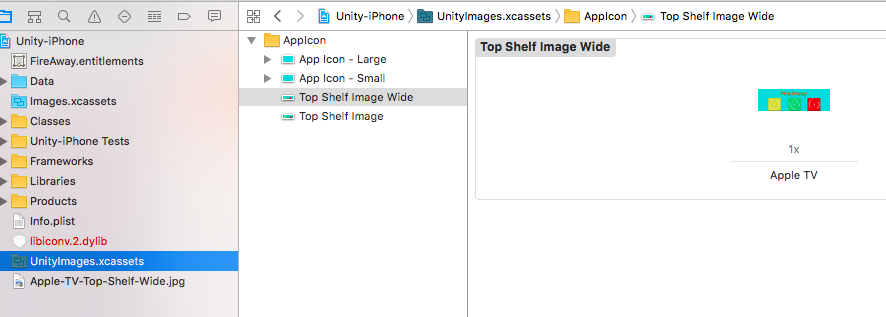 Unity-iPhone
FireAway.entitlements
Data
Images.xcassets
Classes
Unity-iPhone Tests
Frameworks
Libraries
Products
Info.plist
libiconv.2.dylib
UnityImages.xcassets
Apple-TV-Top-Shelf-Wide.jpg
Unity-iPhone UnityImages.xcassets AppIcon Top Shelf Image Wide
AppIcon
App Icon - Large
App Icon - Small
Top Shelf Image Wide
Top Shelf Image
Top Shelf Image Wide
1x
Apple TV